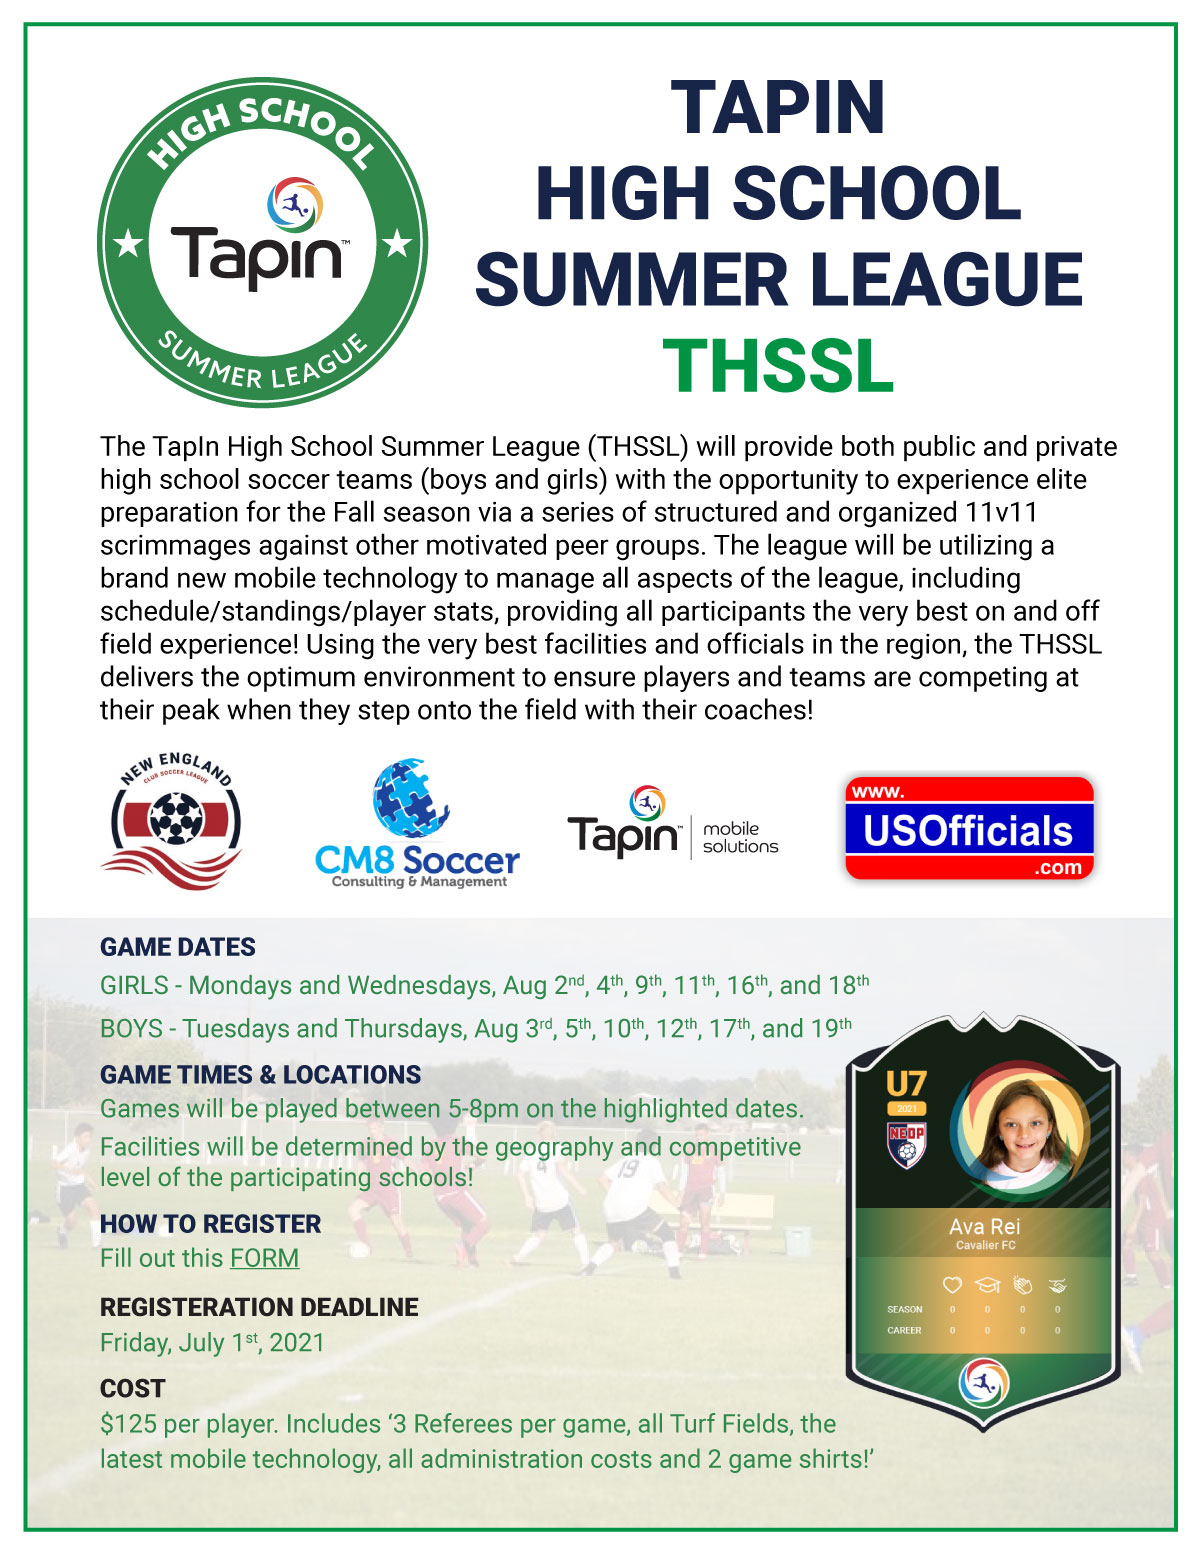 HIGH SCHOOL
Tapin™
SUMMER LEAGUE
TAPIN
HIGH SCHOOL
SUMMER LEAGUE
THSSL
The TapIn High School Summer League (THSSL) will provide both public and private
high school soccer teams (boys and girls) with the opportunity to experience elite
preparation for the Fall season via a series of structured and organized 11v11
scrimmages against other motivated peer groups. The league will be utilizing a
brand new mobile technology to manage all aspects of the league, including
schedule/standings/player stats, providing all participants the very best on and off
field experience! Using the very best facilities and officials in the region, the THSSL
delivers the optimum environment to ensure players and teams are competing at
their peak when they step onto the field with their coaches!
NEW ENGLAND
CLUB SOCCER LEAGUE
CM8 Soccer
Consulting & Management
Tapin™ mobile
solutions
www.
USOfficials
.com
GAME DATES
GIRLS - Mondays and Wednesdays, Aug 2nd, 4th, 9th, 11th, 16th, and 18th
BOYS - Tuesdays and Thursdays, Aug 3rd, 5th, 10th, 12th, 17th, and 19th
GAME TIMES & LOCATIONS
Games will be played between 5-8pm on the highlighted dates.
Facilities will be determined by the geography and competitive
level of the participating schools!
HOW TO REGISTER
Fill out this FORM
REGISTERATION DEADLINE
Friday, July 1st, 2021
COST
$125 per player. Includes ‘3 Referees per game, all Turf Fields, the
latest mobile technology, all administration costs and 2 game shirts!’
U7
2021
NEDP
Ava Rei
Cavalier FC
SEASON 0 0 0 0
CAREER 0 0 0 0
19